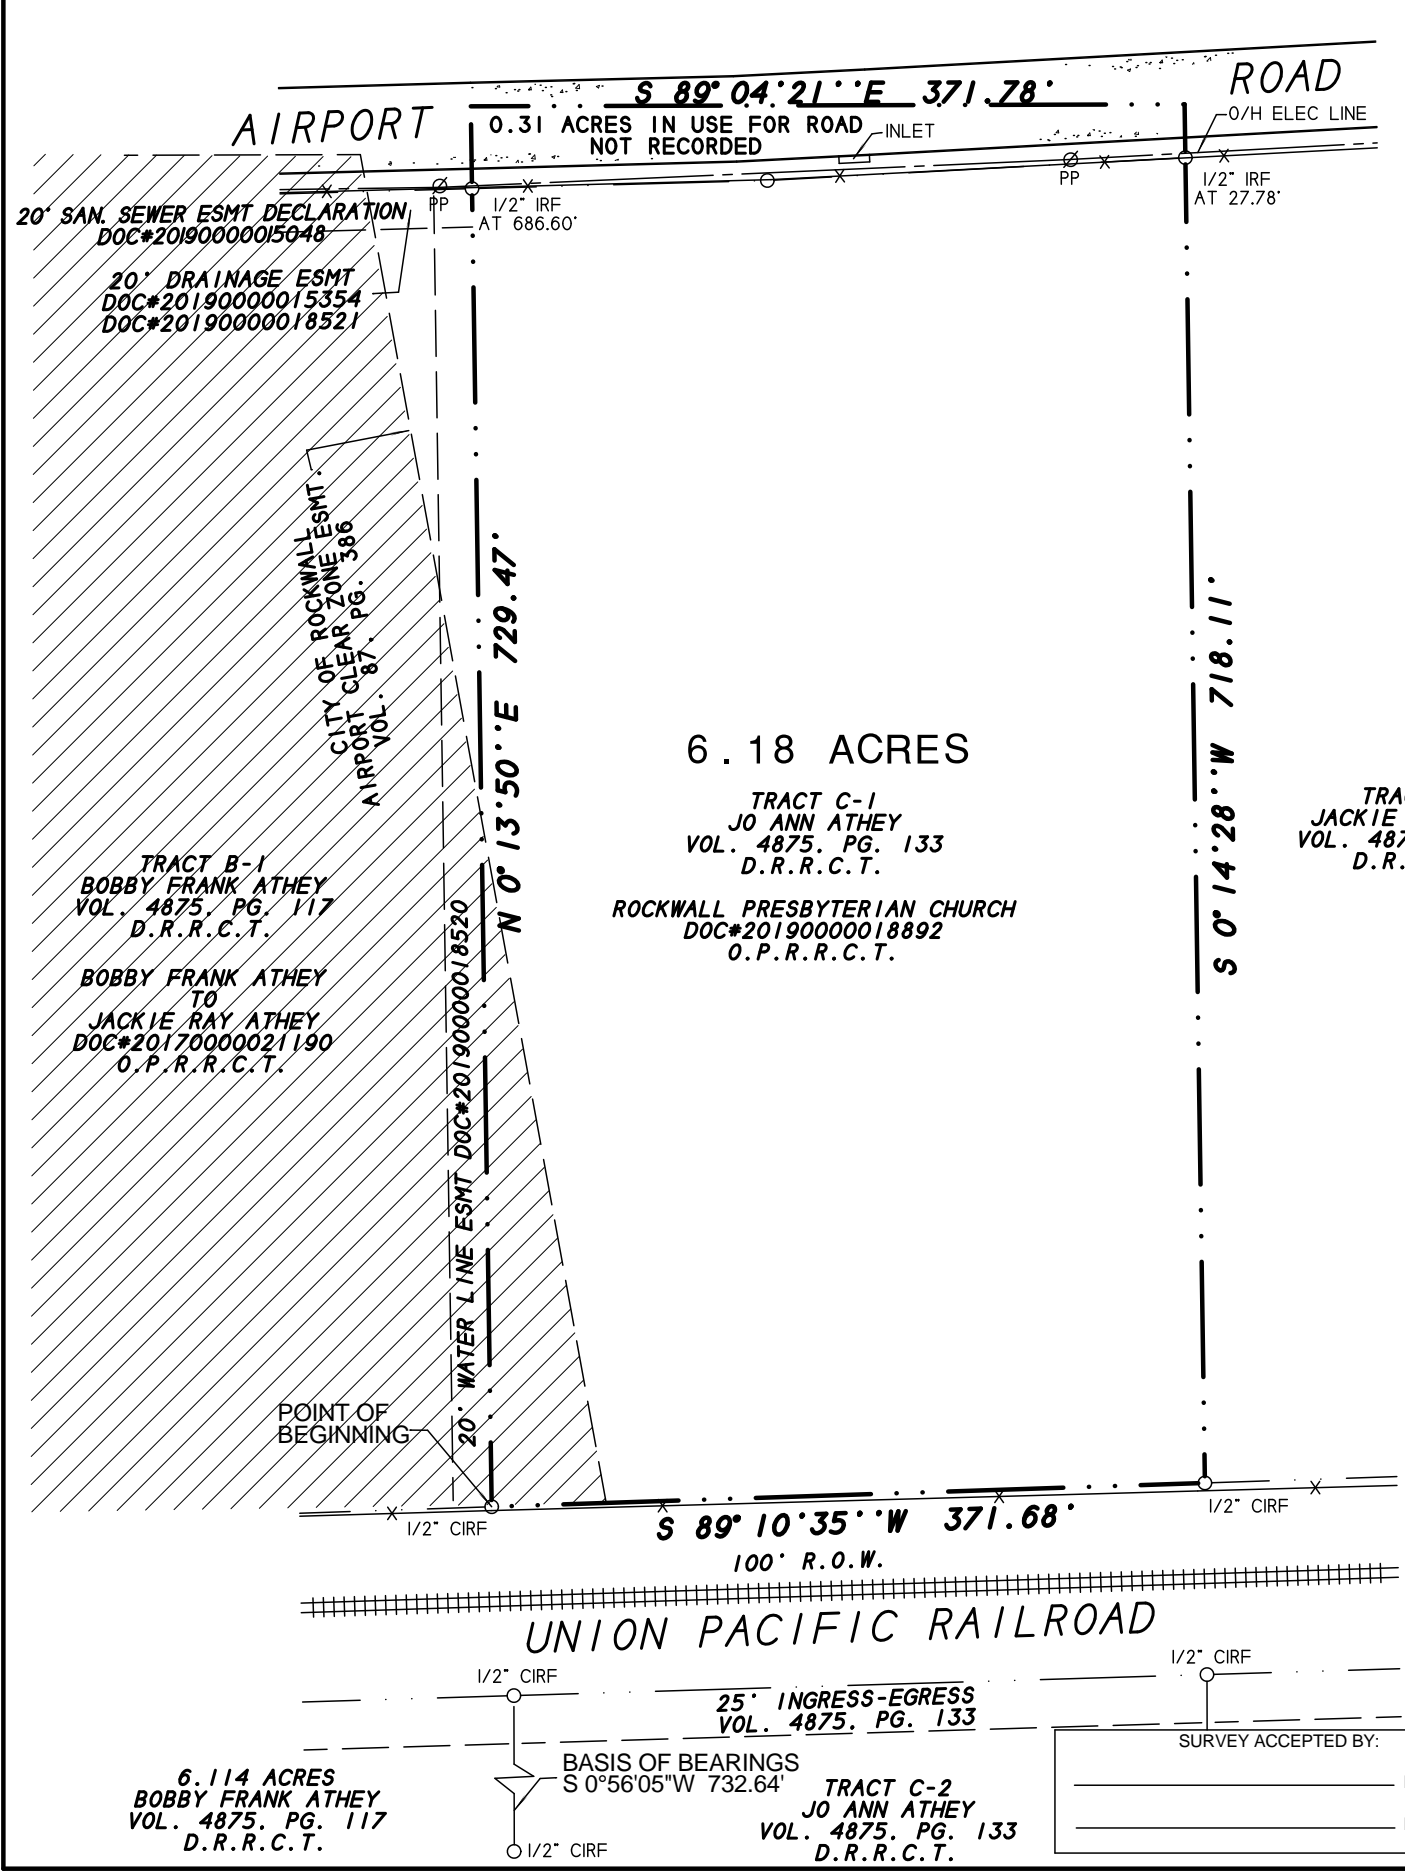 S 89°04'21''E 371.78'
ROAD
AIRPORT
O/H ELEC LINE
0.31 ACRES IN USE FOR ROAD
NOT RECORDED
INLET
PP
PP
1/2" IRF
AT 686.60'
1/2" IRF
AT 27.78'
20' SAN. SEWER ESMT DECLARATION
DOC#20190000015048
20' DRAINAGE ESMT
DOC#20190000015354
DOC#20190000018521
CITY OF ROCKWALL
AIRPORT CLEAR ZONE ESMT.
VOL. 87. PG. 386
N 0°13'50''E 729.47'
S 0°14'28''W 718.11'
6.18 ACRES
TRACT C-1
JO ANN ATHEY
VOL. 4875. PG. 133
D.R.R.C.T.
ROCKWALL PRESBYTERIAN CHURCH
DOC#20190000018892
O.P.R.R.C.T.
JACKIE
VOL.
TRACT B-1
BOBBY FRANK ATHEY
VOL. 4875. PG. 117
D.R.R.C.T.
BOBBY FRANK ATHEY
TO
JACKIE RAY ATHEY
DOC#20170000021190
O.P.R.R.C.T.
20' WATER LINE ESMT DOC#20190000018520
POINT OF
BEGINNING
1/2" CIRF
1/2" CIRF
S 89°10'35''W 371.68'
100' R.O.W.
UNION PACIFIC RAILROAD
1/2" CIRF
1/2" CIRF
25' INGRESS-EGRESS
VOL. 4875. PG. 133
SURVEY ACCEPTED BY:
BASIS OF BEARINGS
S 0°56'05"W 732.64'
6.114 ACRES
BOBBY FRANK ATHEY
VOL. 4875. PG. 117
D.R.R.C.T.
TRACT C-2
JO ANN ATHEY
VOL. 4875. PG. 133
D.R.R.C.T.
1/2" CIRF